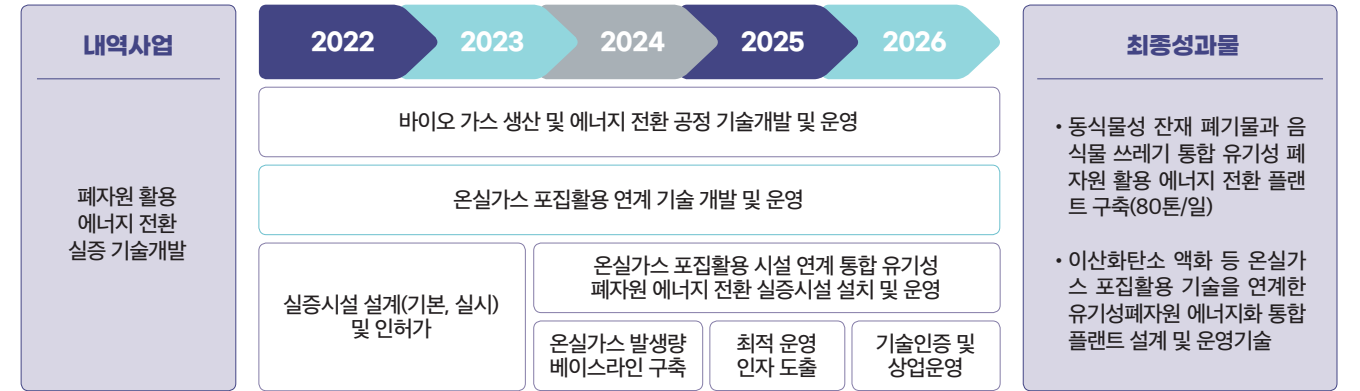 내역사업
폐자원 활용
에너지 전환
실증 기술개발
2022 2023 2024 2025 2026
바이오 가스 생산 및 에너지 전환 공정 기술개발 및 운영
온실가스 포집활용 연계 기술 개발 및 운영
실증시설 설계(기본, 실시)
및 인허가
온실가스 포집활용 시설 연계 통합 유기성
폐자원 에너지 전환 실증시설 설치 및 운영
온실가스 발생량
베이스라인 구축
최적 운영
인자 도출
기술인증 및
상업운영
최종성과물
• 동식물성 잔재 폐기물과 음
식물 쓰레기 통합 유기성 폐
자원 활용 에너지 전환 플랜
트 구축(80톤/일)
• 이산화탄소 액화 등 온실가
스 포집활용 기술을 연계한
유기성폐자원 에너지화 통합
플랜트 설계 및 운영기술